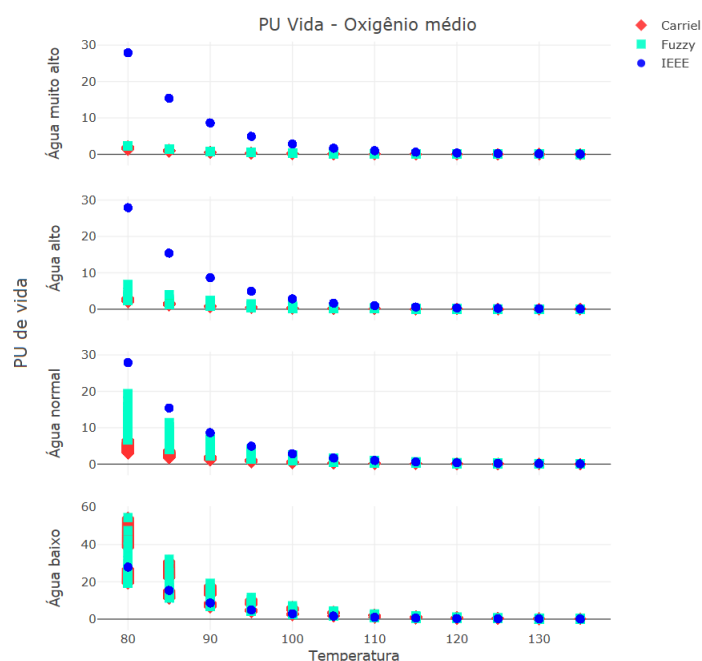 PU Vida - Oxigênio médio
Carriel
Fuzzy
IEEE
PU de vida
Água muito alto
30
20
10
0
Água alto
30
20
10
0
Água normal
30
20
10
0
Água baixo
60
40
20
0
80
90
100
110
120
130
Temperatura